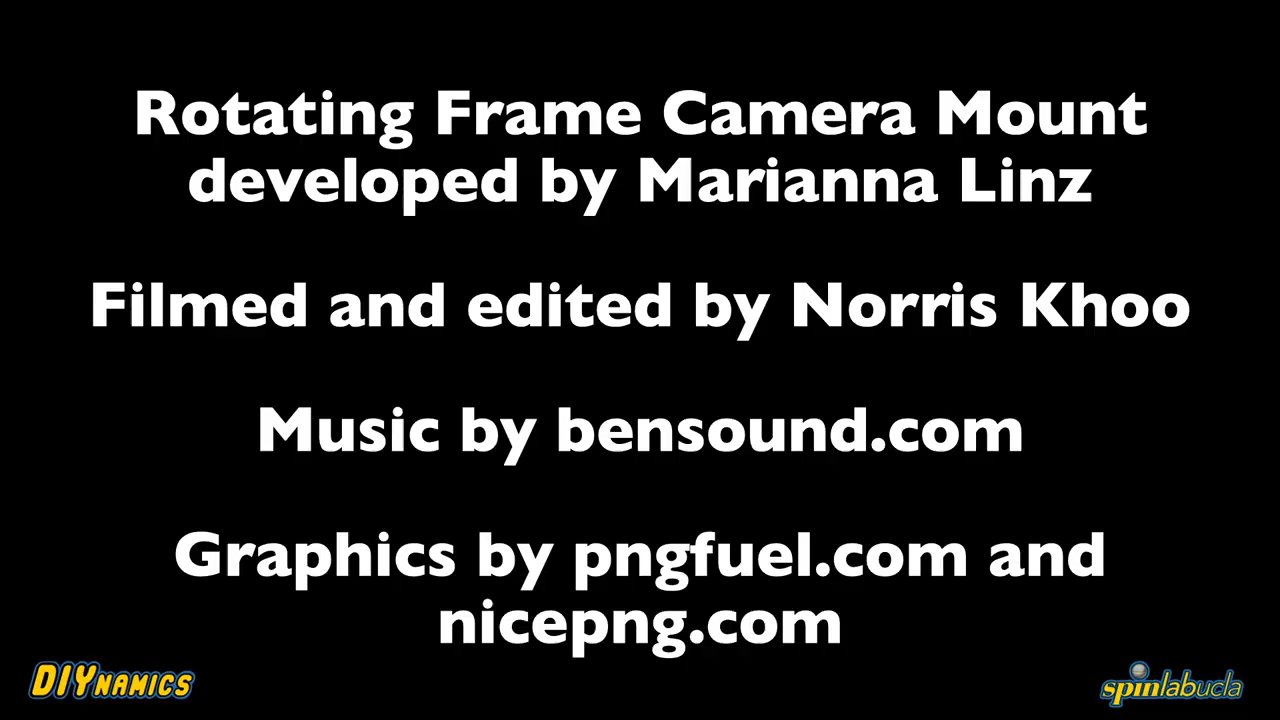 Rotating Frame Camera Mount
developed by Marianna Linz
Filmed and edited by Norris Khoo
Music by bensound.com
Graphics by pngfuel.com and
nicepng.com
DIYNAMICS
spinlabucla